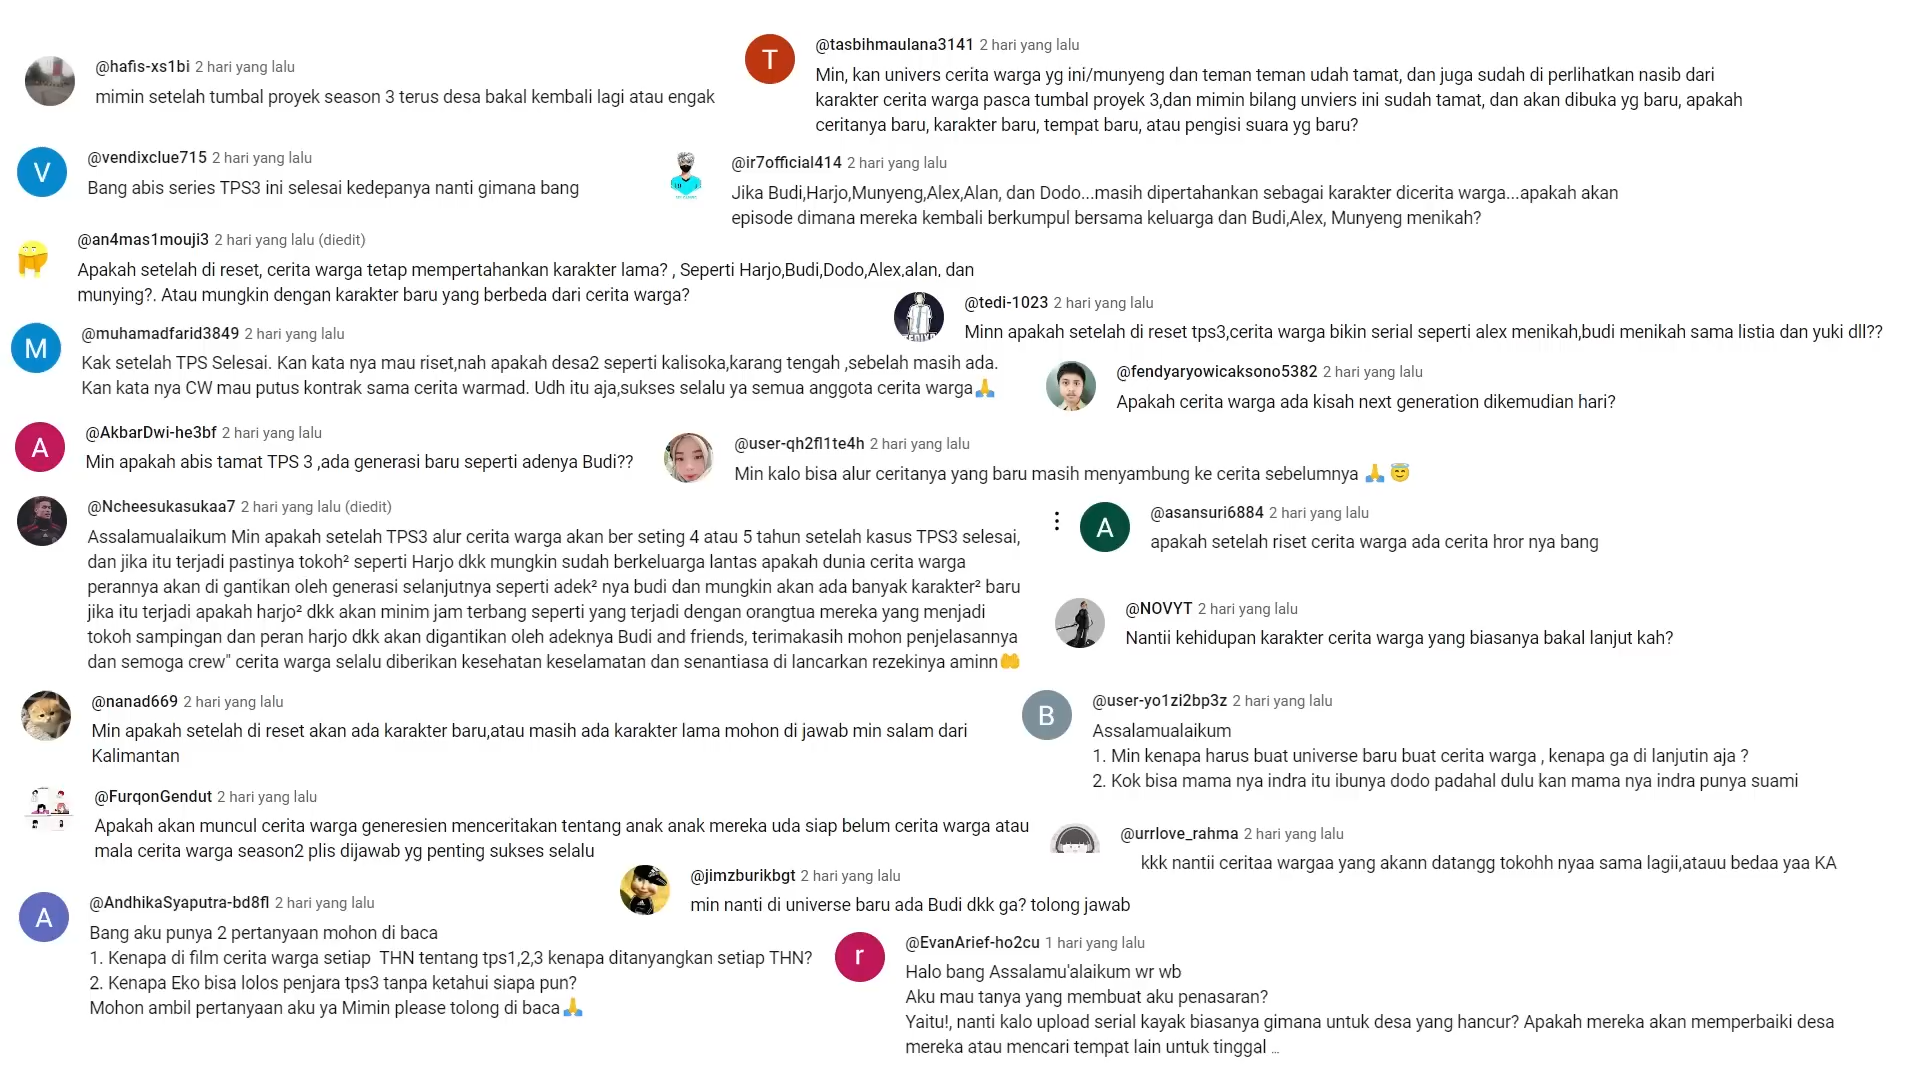 @hafis-xs1bi 2 hari yang lalu
mimin setelah tumbal proyek season 3 terus desa bakal kembali lagi atau engak
T
@tasbihmaulana3141 2 hari yang lalu
Min, kan univers cerita warga yg ini/munyeng dan teman teman udah tamat, dan juga sudah di perlihatkan nasib dari
karakter cerita warga pasca tumbal proyek 3,dan mimin bilang unviers ini sudah tamat, dan akan dibuka yg baru, apakah
ceritanya baru, karakter baru, tempat baru, atau pengisi suara yg baru?
V
@vendixclue715 2 hari yang lalu
Bang abis series TPS3 ini selesai kedepanya nanti gimana bang
@ir7official414 2 hari yang lalu
Jika Budi,Harjo,Munyeng,Alex,Alan, dan Dodo...masih dipertahankan sebagai karakter dicerita warga...apakah akan
episode dimana mereka kembali berkumpul bersama keluarga dan Budi,Alex, Munyeng menikah?
@an4mas1mouji3 2 hari yang lalu (diedit)
Apakah setelah di reset, cerita warga tetap mempertahankan karakter lama? , Seperti Harjo,Budi,Dodo,Alex,alan, dan
munying?. Atau mungkin dengan karakter baru yang berbeda dari cerita warga?
@tedi-1023 2 hari yang lalu
Minn apakah setelah di reset tps3,cerita warga bikin serial seperti alex menikah,budi menikah sama listia dan yuki dll??
M
@muhamadfarid3849 2 hari yang lalu
Kak setelah TPS Selesai. Kan kata nya mau riset,nah apakah desa2 seperti kalisoka,karang tengah ,sebelah masih ada.
Kan kata nya CW mau putus kontrak sama cerita warmad. Udh itu aja,sukses selalu ya semua anggota cerita warga🙏
@fendyaryowicaksono5382 2 hari yang lalu
Apakah cerita warga ada kisah next generation dikemudian hari?
A
@AkbarDwi-he3bf 2 hari yang lalu
Min apakah abis tamat TPS 3 ,ada generasi baru seperti adenya Budi??
@user-qh2fl1te4h 2 hari yang lalu
Min kalo bisa alur ceritanya yang baru masih menyambung ke cerita sebelumnya 🙏😇
@Ncheesukasukaa7 2 hari yang lalu (diedit)
Assalamualaikum Min apakah setelah TPS3 alur cerita warga akan ber seting 4 atau 5 tahun setelah kasus TPS3 selesai,
dan jika itu terjadi pastinya tokoh² seperti Harjo dkk mungkin sudah berkeluarga lantas apakah dunia cerita warga
perannya akan di gantikan oleh generasi selanjutnya seperti adek² nya budi dan mungkin akan ada banyak karakter² baru
jika itu terjadi apakah harjo² dkk akan minim jam terbang seperti yang terjadi dengan orangtua mereka yang menjadi
tokoh sampingan dan peran harjo dkk akan digantikan oleh adeknya Budi and friends, terimakasih mohon penjelasannya
dan semoga crew" cerita warga selalu diberikan kesehatan keselamatan dan senantiasa di lancarkan rezekinya aminn🤲
A
@asansuri6884 2 hari yang lalu
apakah setelah riset cerita warga ada cerita hror nya bang
@NOVYT 2 hari yang lalu
Nantii kehidupan karakter cerita warga yang biasanya bakal lanjut kah?
@nanad669 2 hari yang lalu
Min apakah setelah di reset akan ada karakter baru,atau masih ada karakter lama mohon di jawab min salam dari
Kalimantan
B
@user-yo1zi2bp3z 2 hari yang lalu
Assalamualaikum
1. Min kenapa harus buat universe baru buat cerita warga , kenapa ga di lanjutin aja ?
2. Kok bisa mama nya indra itu ibunya dodo padahal dulu kan mama nya indra punya suami
@FurqonGendut 2 hari yang lalu
Apakah akan muncul cerita warga generesien menceritakan tentang anak anak mereka uda siap belum cerita warga atau
mala cerita warga season2 plis dijawab yg penting sukses selalu
@urrlove_rahma 2 hari yang lalu
kkk nantii ceritaa wargaa yang akann datangg tokohh nyaa sama lagii,atauu bedaa yaa KA
@jimzburikbgt 2 hari yang lalu
min nanti di universe baru ada Budi dkk ga? tolong jawab
A
@AndhikaSyaputra-bd8fl 2 hari yang lalu
Bang aku punya 2 pertanyaan mohon di baca
1. Kenapa di film cerita warga setiap THN tentang tps1,2,3 kenapa ditanyangkan setiap THN?
2. Kenapa Eko bisa lolos penjara tps3 tanpa ketahui siapa pun?
Mohon ambil pertanyaan aku ya Mimin please tolong di baca🙏
r
@EvanArief-ho2cu 1 hari yang lalu
Halo bang Assalamu'alaikum wr wb
Aku mau tanya yang membuat aku penasaran?
Yaitu!, nanti kalo upload serial kayak biasanya gimana untuk desa yang hancur? Apakah mereka akan memperbaiki desa
mereka atau mencari tempat lain untuk tinggal ...